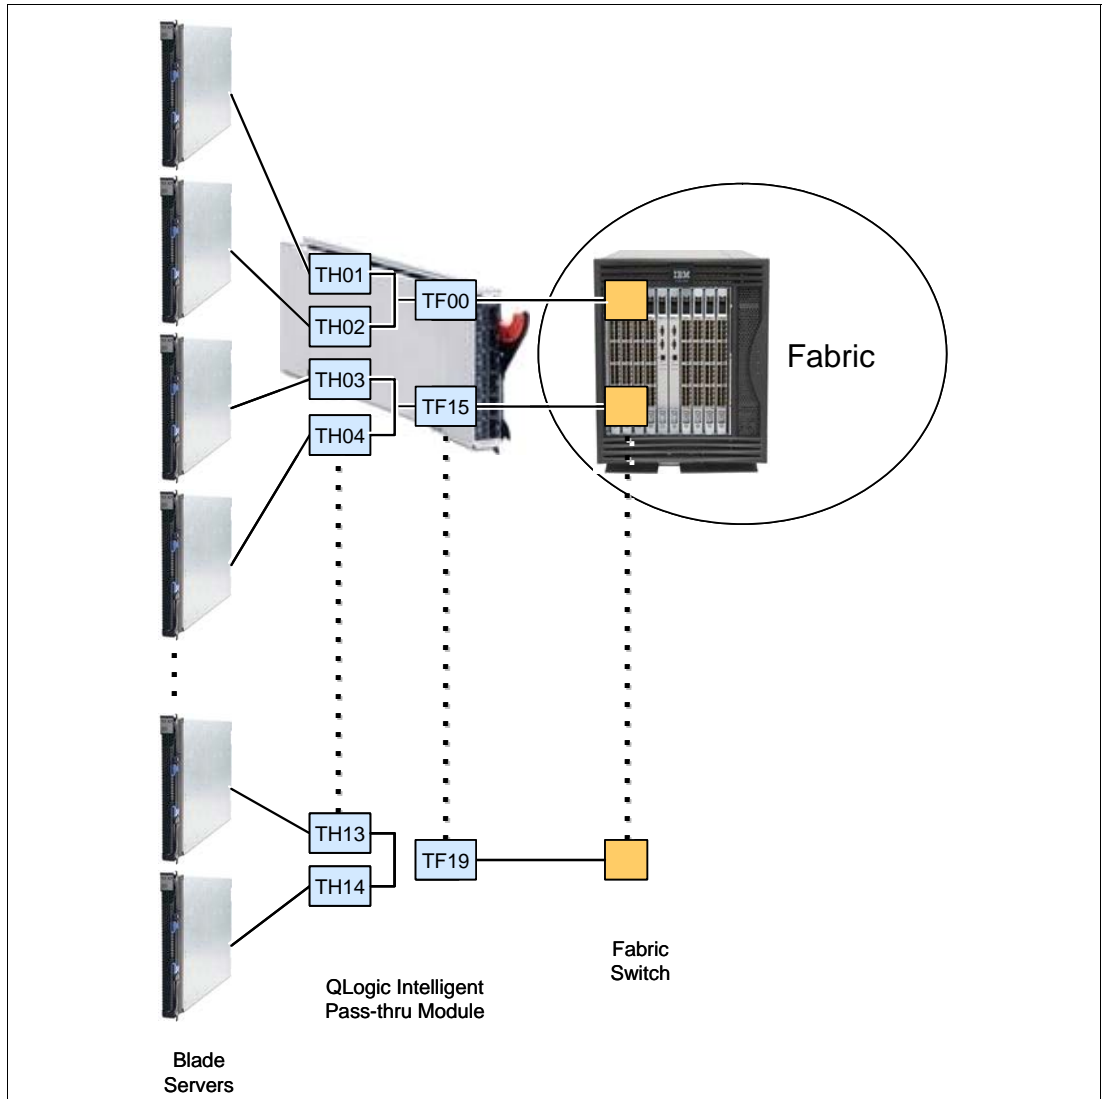 IBM
TH01
TF00
TH02
Fabric
TH03
TF15
TH04
TH13
TF19
TH14
Fabric
Switch
QLogic Intelligent
Pass-thru Module
Blade
Servers